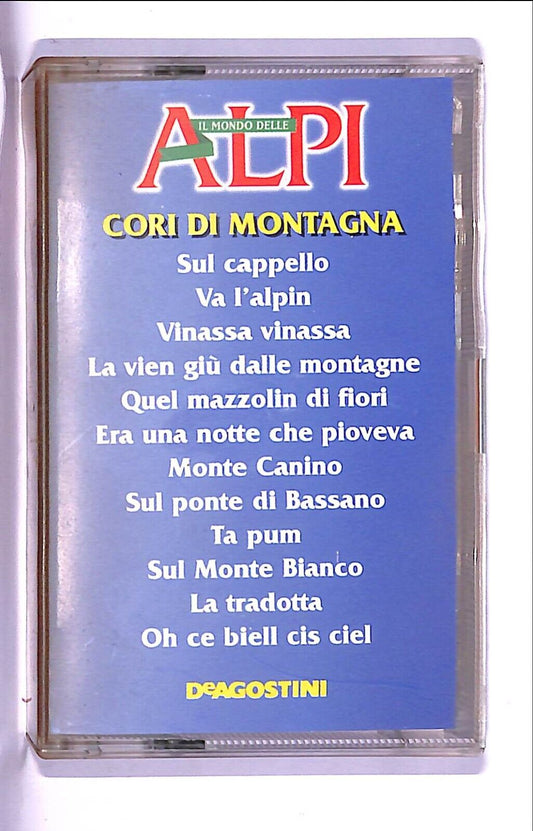 IL MONDO DELLE
ALPI
CORI DI MONTAGNA
Sul cappello
Va l'alpin
Vinassa vinassa
La vien giù dalle montagne
Quel mazzolin di fiori
Era una notte che pioveva
Monte Canino
Sul ponte di Bassano
Ta pum
Sul Monte Bianco
La tradotta
Oh ce biell cis ciel
DeAGOSTINI